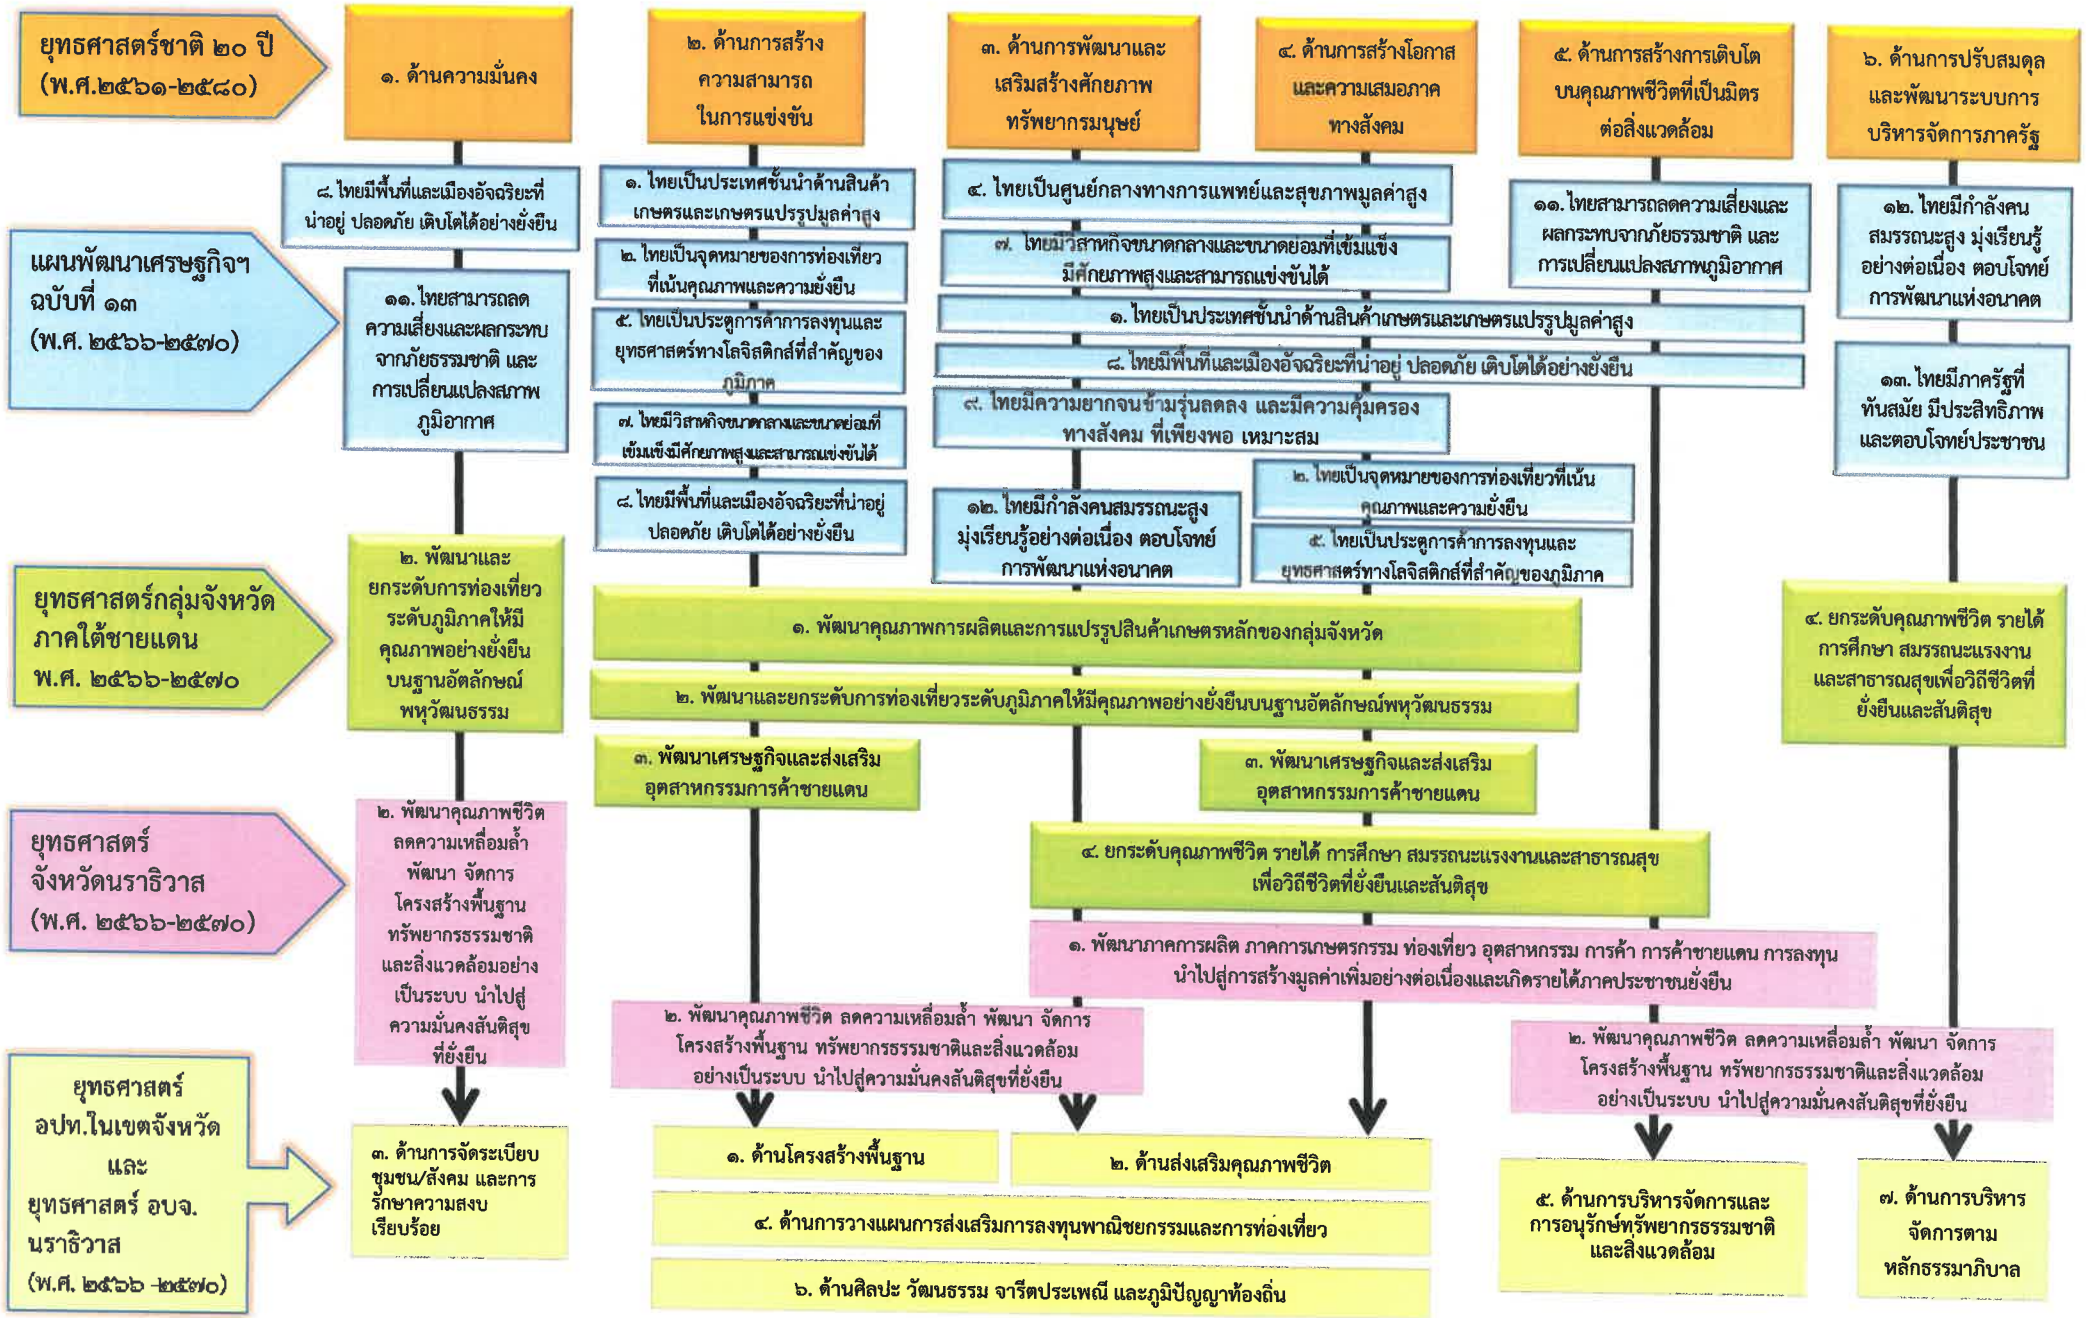 ยุทธศาสตร์ชาติ ๒๐ ปี
(พ.ศ.๒๕๖๑-๒๕๘๐)
๑. ด้านความมั่นคง
๒. ด้านการสร้าง
ความสามารถ
ในการแข่งขัน
๓. ด้านการพัฒนาและ
เสริมสร้างศักยภาพ
ทรัพยากรมนุษย์
๔. ด้านการสร้างโอกาส
และความเสมอภาค
ทางสังคม
๕. ด้านการสร้างการเติบโต
บนคุณภาพชีวิตที่เป็นมิตร
ต่อสิ่งแวดล้อม
๖. ด้านการปรับสมดุล
และพัฒนาระบบการ
บริหารจัดการภาครัฐ
แผนพัฒนาเศรษฐกิจฯ
ฉบับที่ ๑๓
(พ.ศ. ๒๕๖๖-๒๕๗๐)
๘. ไทยมีพื้นที่และเมืองอัจฉริยะที่
น่าอยู่ ปลอดภัย เติบโตได้อย่างยั่งยืน
๑๑. ไทยสามารถลด
ความเสี่ยงและผลกระทบ
จากภัยธรรมชาติ และ
การเปลี่ยนแปลงสภาพ
ภูมิอากาศ
๑. ไทยเป็นประเทศชั้นนำด้านสินค้า
เกษตรและเกษตรแปรรูปมูลค่าสูง
๒. ไทยเป็นจุดหมายของการท่องเที่ยว
ที่เน้นคุณภาพและความยั่งยืน
๕. ไทยเป็นประตูการค้าการลงทุนและ
ยุทธศาสตร์ทางโลจิสติกส์ที่สำคัญของ
ภูมิภาค
๗. ไทยมีวิสาหกิจขนาดกลางและขนาดย่อมที่
เข้มแข็งมีศักยภาพสูงและสามารถแข่งขันได้
๘. ไทยมีพื้นที่และเมืองอัจฉริยะที่น่าอยู่
ปลอดภัย เติบโตได้อย่างยั่งยืน
๔. ไทยเป็นศูนย์กลางทางการแพทย์และสุขภาพมูลค่าสูง
๗. ไทยมีวิสาหกิจขนาดกลางและขนาดย่อมที่เข้มแข็ง
มีศักยภาพสูงและสามารถแข่งขันได้
๑. ไทยเป็นประเทศชั้นนำด้านสินค้าเกษตรและเกษตรแปรรูปมูลค่าสูง
๘. ไทยมีพื้นที่และเมืองอัจฉริยะที่น่าอยู่ ปลอดภัย เติบโตได้อย่างยั่งยืน
๙. ไทยมีความยากจนข้ามรุ่นลดลง และมีความคุ้มครอง
ทางสังคม ที่เพียงพอ เหมาะสม
๑๒. ไทยมีกำลังคนสมรรถนะสูง
มุ่งเรียนรู้อย่างต่อเนื่อง ตอบโจทย์
การพัฒนาแห่งอนาคต
๒. ไทยเป็นจุดหมายของการท่องเที่ยวที่เน้น
คุณภาพและความยั่งยืน
๕. ไทยเป็นประตูการค้าการลงทุนและ
ยุทธศาสตร์ทางโลจิสติกส์ที่สำคัญของภูมิภาค
๑๑.ไทยสามารถลดความเสี่ยงและ
ผลกระทบจากภัยธรรมชาติ และ
การเปลี่ยนแปลงสภาพภูมิอากาศ
๑๒. ไทยมีกำลังคน
สมรรถนะสูง มุ่งเรียนรู้
อย่างต่อเนื่อง ตอบโจทย์
การพัฒนาแห่งอนาคต
๑๓. ไทยมีภาครัฐที่
ทันสมัย มีประสิทธิภาพ
และตอบโจทย์ประชาชน
ยุทธศาสตร์กลุ่มจังหวัด
ภาคใต้ชายแดน
พ.ศ. ๒๕๖๖-๒๕๗๐
๒. พัฒนาและ
ยกระดับการท่องเที่ยว
ระดับภูมิภาคให้มี
คุณภาพอย่างยั่งยืน
บนฐานอัตลักษณ์
พหุวัฒนธรรม
๑. พัฒนาคุณภาพการผลิตและการแปรรูปสินค้าเกษตรหลักของกลุ่มจังหวัด
๒. พัฒนาและยกระดับการท่องเที่ยวระดับภูมิภาคให้มีคุณภาพอย่างยั่งยืนบนฐานอัตลักษณ์พหุวัฒนธรรม
๓. พัฒนาเศรษฐกิจและส่งเสริม
อุตสาหกรรมการค้าชายแดน
๓. พัฒนาเศรษฐกิจและส่งเสริม
อุตสาหกรรมการค้าชายแดน
๔. ยกระดับคุณภาพชีวิต รายได้ การศึกษา สมรรถนะแรงงานและสาธารณสุข
เพื่อวิถีชีวิตที่ยั่งยืนและสันติสุข
๔. ยกระดับคุณภาพชีวิต รายได้
การศึกษา สมรรถนะแรงงาน
และสาธารณสุขเพื่อวิถีชีวิตที่
ยั่งยืนและสันติสุข
ยุทธศาสตร์
จังหวัดนราธิวาส
(พ.ศ. ๒๕๖๖-๒๕๗๐)
๒. พัฒนาคุณภาพชีวิต
ลดความเหลื่อมล้ำ
พัฒนา จัดการ
โครงสร้างพื้นฐาน
ทรัพยากรธรรมชาติ
และสิ่งแวดล้อมอย่าง
เป็นระบบ นำไปสู่
ความมั่นคงสันติสุข
ที่ยั่งยืน
๑. พัฒนาภาคการผลิต ภาคการเกษตรกรรม ท่องเที่ยว อุตสาหกรรม การค้า การค้าชายแดน การลงทุน
นำไปสู่การสร้างมูลค่าเพิ่มอย่างต่อเนื่องและเกิดรายได้ภาคประชาชนยั่งยืน
๒. พัฒนาคุณภาพชีวิต ลดความเหลื่อมล้ำ พัฒนา จัดการ
โครงสร้างพื้นฐาน ทรัพยากรธรรมชาติและสิ่งแวดล้อม
อย่างเป็นระบบ นำไปสู่ความมั่นคงสันติสุขที่ยั่งยืน
๒. พัฒนาคุณภาพชีวิต ลดความเหลื่อมล้ำ พัฒนา จัดการ
โครงสร้างพื้นฐาน ทรัพยากรธรรมชาติและสิ่งแวดล้อม
อย่างเป็นระบบ นำไปสู่ความมั่นคงสันติสุขที่ยั่งยืน
ยุทธศาสตร์
อปท.ในเขตจังหวัด
และ
ยุทธศาสตร์ อบจ.
นราธิวาส
(พ.ศ. ๒๕๖๖ -๒๕๗๐)
๓. ด้านการจัดระเบียบ
ชุมชน/สังคม และการ
รักษาความสงบ
เรียบร้อย
๑. ด้านโครงสร้างพื้นฐาน
๒. ด้านส่งเสริมคุณภาพชีวิต
๔. ด้านการวางแผนการส่งเสริมการลงทุนพาณิชยกรรมและการท่องเที่ยว
๖. ด้านศิลปะ วัฒนธรรม จารีตประเพณี และภูมิปัญญาท้องถิ่น
๕. ด้านการบริหารจัดการและ
การอนุรักษ์ทรัพยากรธรรมชาติ
และสิ่งแวดล้อม
๗. ด้านการบริหาร
จัดการตาม
หลักธรรมาภิบาล